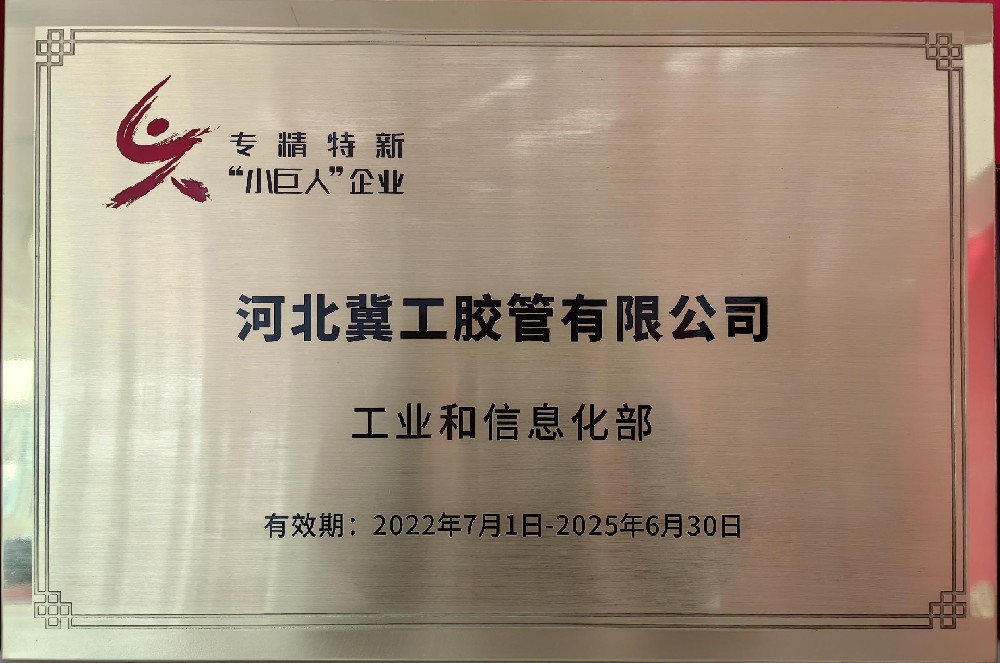 专精特新
“小巨人”企业
河北冀工胶管有限公司
工业和信息化部
有效期：2022年7月1日-2025年6月30日